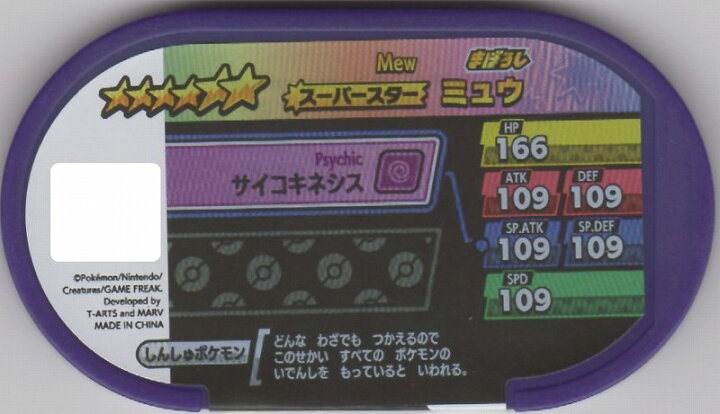 Mew
まぼろし
スーパースター
ミュウ
Psychic
サイコキネシス
HP
166
ATK
109
DEF
109
SP.ATK
109
SP.DEF
109
SPD
109
©Pokémon/Nintendo/
Creatures/GAME FREAK.
Developed by
T-ARTS and MARV
MADE IN CHINA
しんしゅポケモン
どんな わざでも つかえるので
このせかい すべての ポケモンの
いでんしを もっていると いわれる。